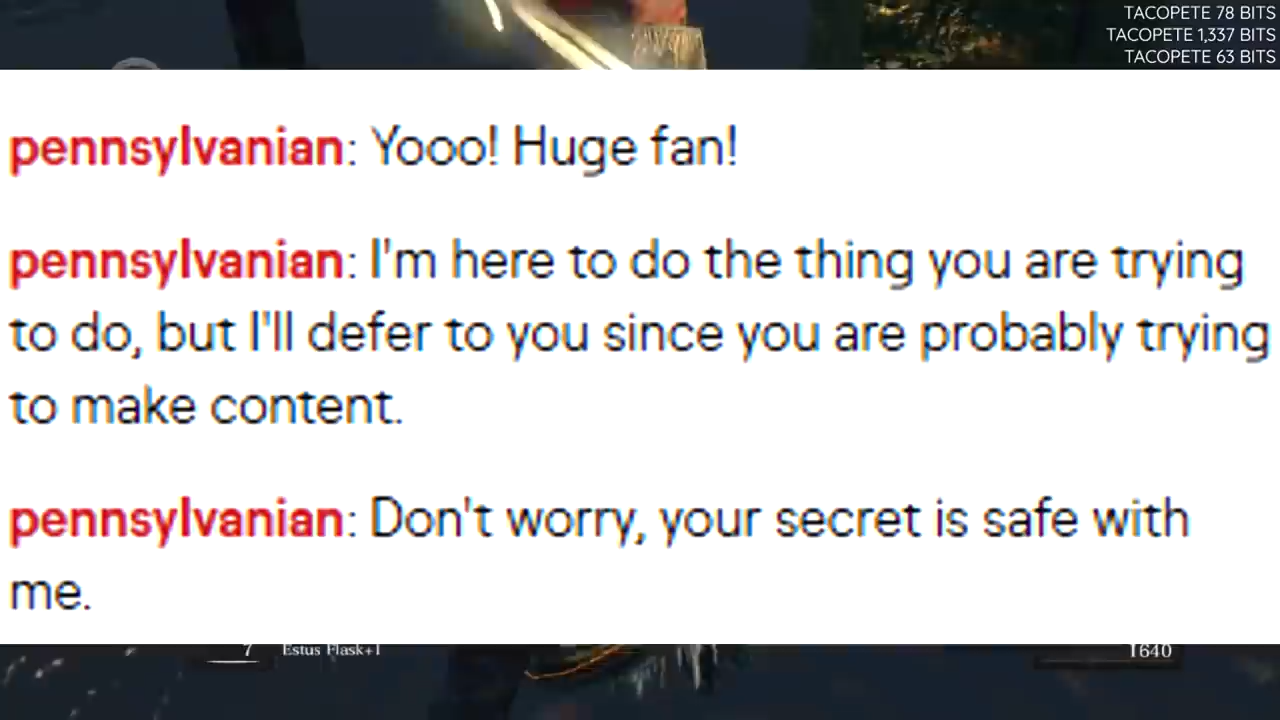 TACOPETE 78 BITS
TACOPETE 1,337 BITS
TACOPETE 63 BITS
pennsylvanian: Yooo! Huge fan!
pennsylvanian: I'm here to do the thing you are trying
to do, but I'll defer to you since you are probably trying
to make content.
pennsylvanian: Don't worry, your secret is safe with
me.
7 Estus Flask+1 1640